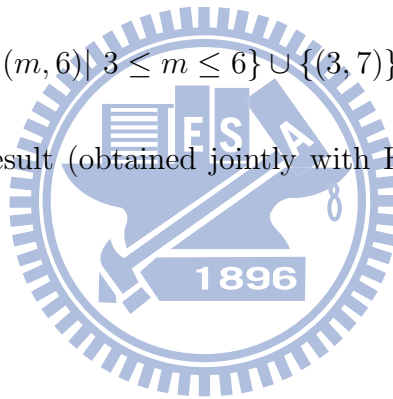 (m, 6)| 3 ≤ m ≤ 6} ∪ {(3, 7)}
esult (obtained jointly with
E S A
1896